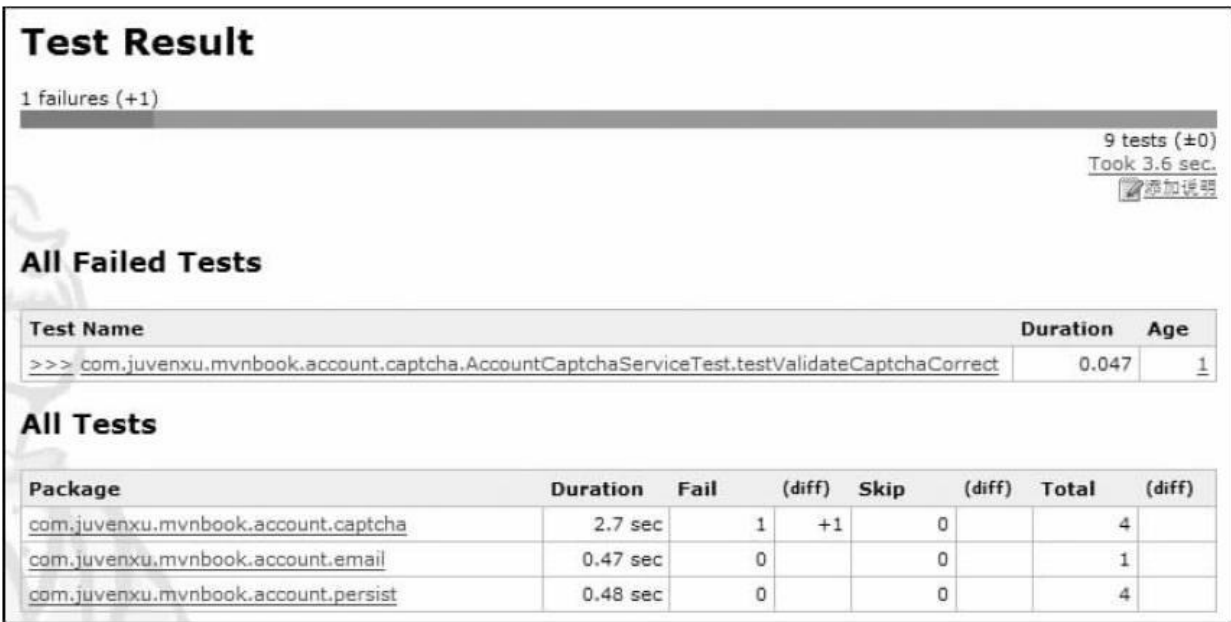 Test Result
1 failures (+1)
9 tests (±0)
Took 3.6 sec.
添加说明
All Failed Tests
Test Name Duration Age
>>> com.juvenxu.mvnbook.account.captcha.AccountCaptchaServiceTest.testValidateCaptchaCorrect 0.047 1
All Tests
Package Duration Fail (diff) Skip (diff) Total (diff)
com.juvenxu.mvnbook.account.captcha 2.7 sec 1 +1 0 4
com.juvenxu.mvnbook.account.email 0.47 sec 0 0 1
com.juvenxu.mvnbook.account.persist 0.48 sec 0 0 4